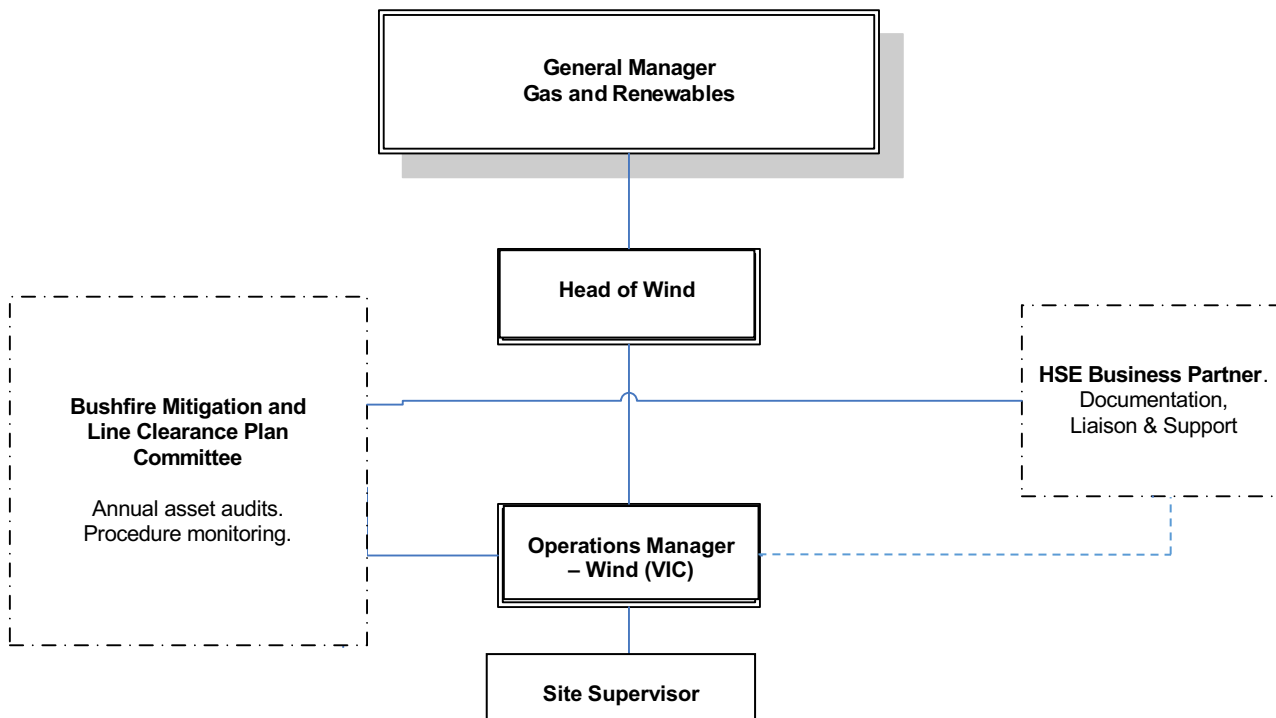 General Manager
Gas and Renewables
Head of Wind
Bushfire Mitigation and
Line Clearance Plan
Committee
Annual asset audits.
Procedure monitoring.
HSE Business Partner.
Documentation,
Liaison & Support
Operations Manager
– Wind (VIC)
Site Supervisor